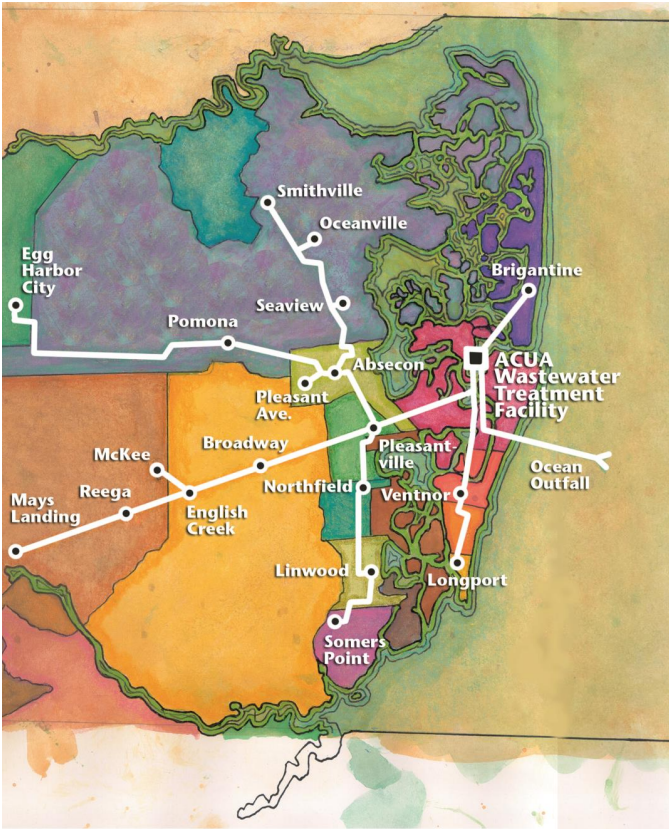 Smithville
Oceanville
Egg
Harbor
City
Brigantine
Seaview
Pomona
ACUA
Wastewater
Treatment
Facility
Absecon
Pleasant
Ave.
Broadway
Pleasant-
ville
McKee
Ocean
Outfall
Reega
Northfield
Ventnor
Mays
Landing
English
Creek
Linwood
Longport
Somers
Point